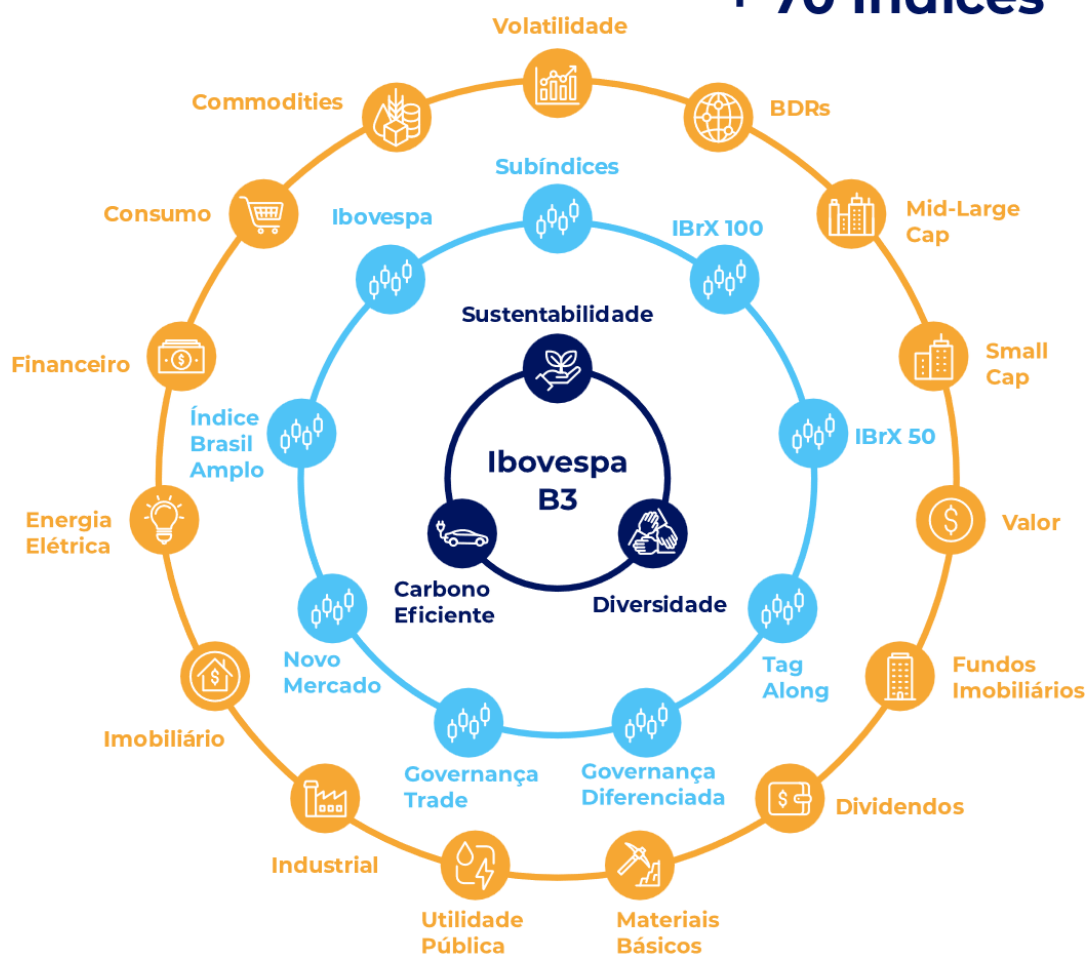 + 70 índices
Volatilidade
Commodities
BDRs
Consumo
Mid-Large
Cap
Financeiro
Small
Cap
Energia
Elétrica
Valor
Imobiliário
Fundos
Imobiliários
Industrial
Dividendos
Utilidade
Pública
Materiais
Básicos
Subíndices
Ibovespa
IBrX 100
Índice
Brasil
Amplo
IBrX 50
Novo
Mercado
Tag
Along
Governança
Trade
Governança
Diferenciada
Sustentabilidade
Ibovespa
B3
Carbono
Eficiente
Diversidade